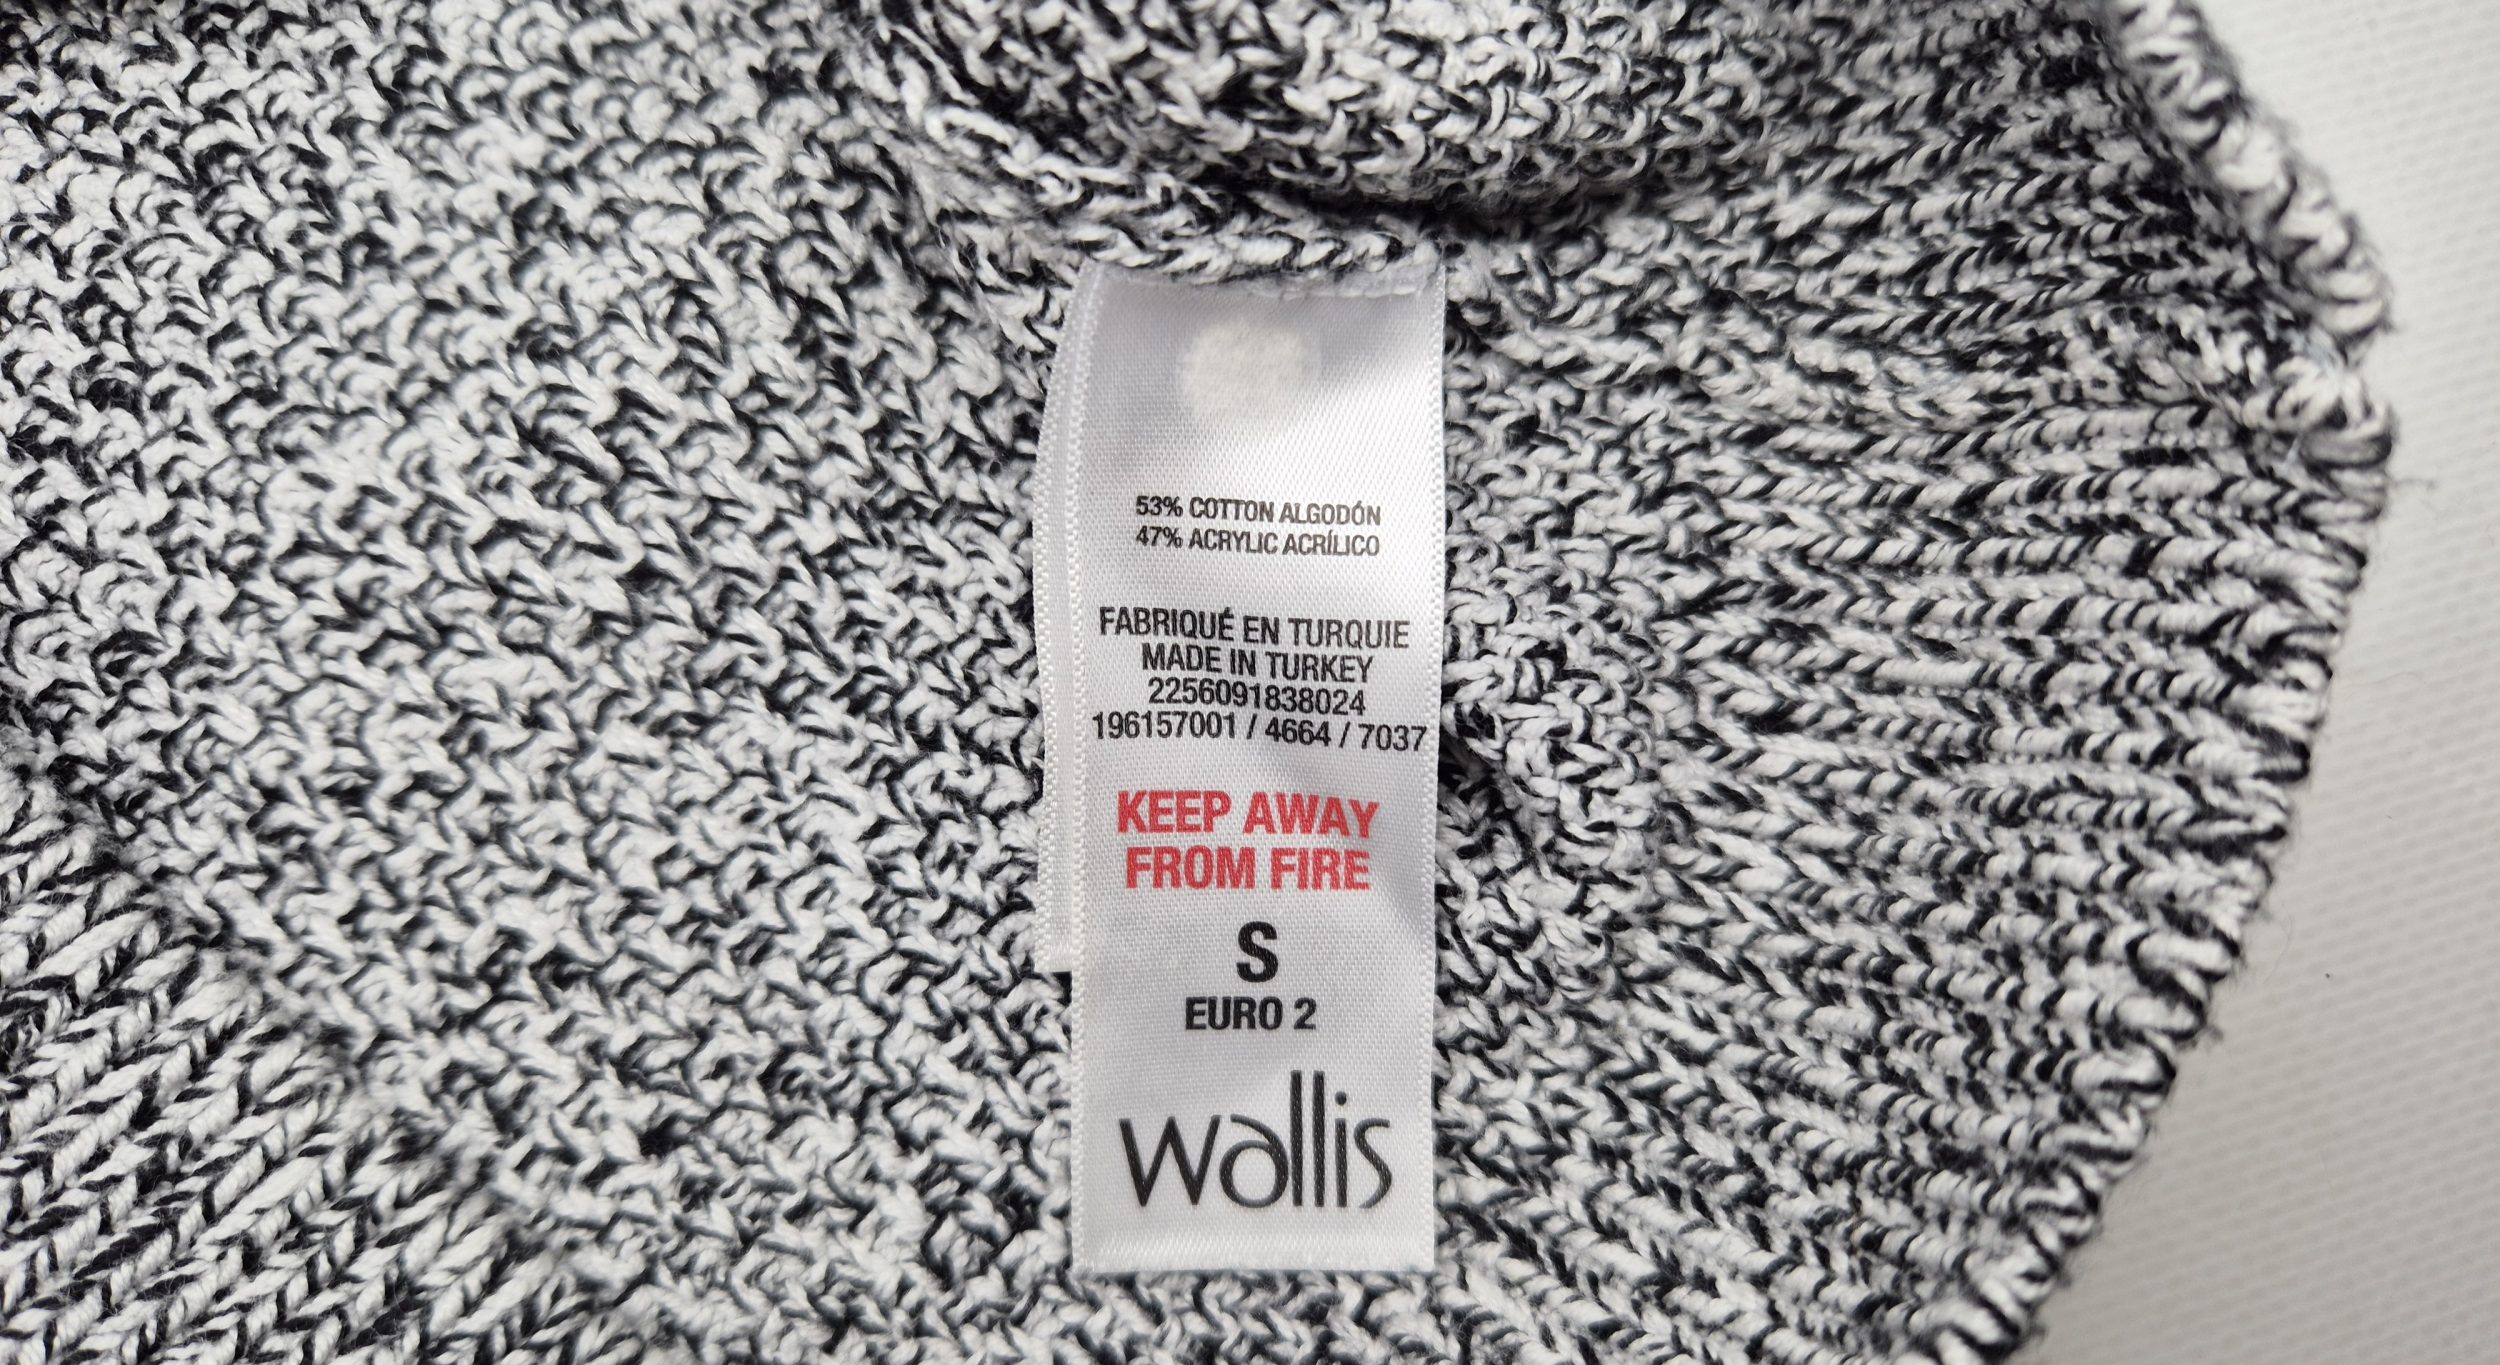 53% COTTON ALGODÓN
47% ACRYLIC ACRÍLICO
FABRIQUÉ EN TURQUIE
MADE IN TURKEY
2256091838024
196157001 / 4664 / 7037
KEEP AWAY
FROM FIRE
S
EURO 2
wallis